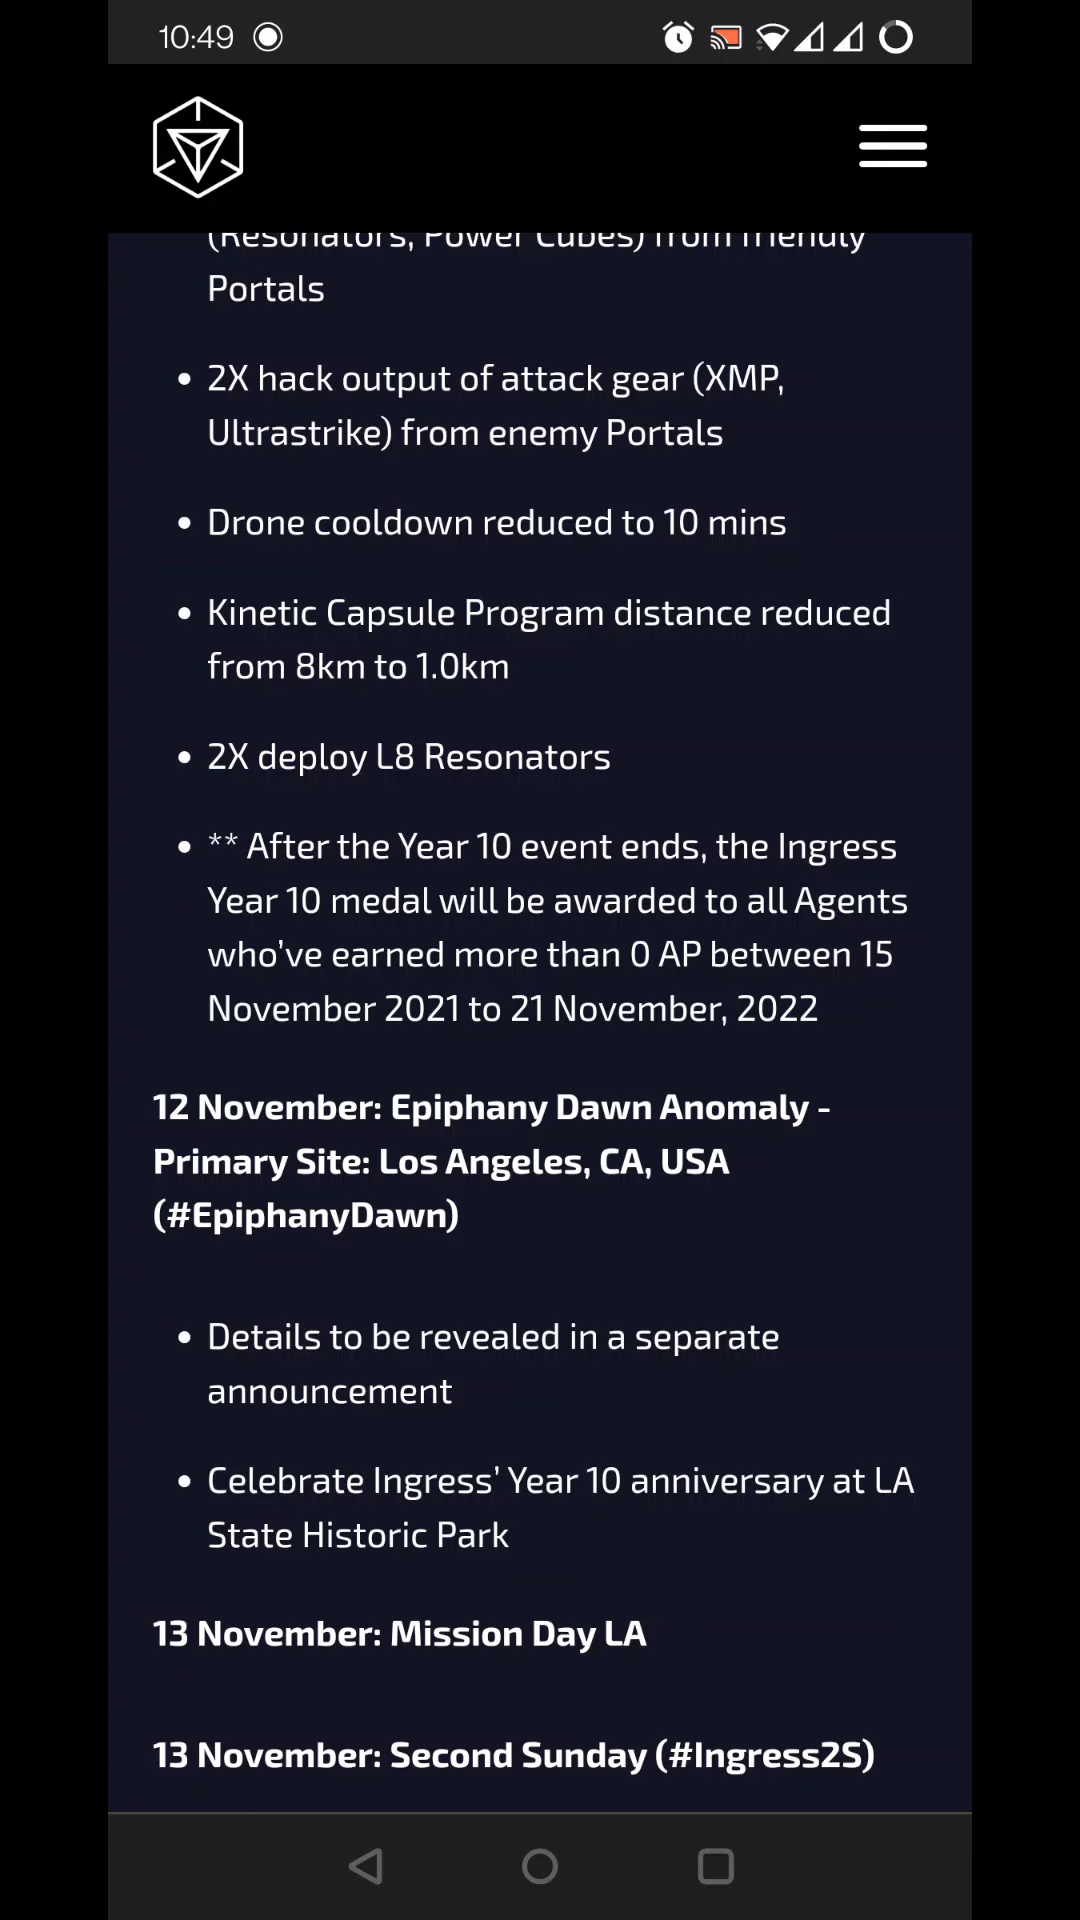 10:49
(Resonators, Power Cubes) from friendly
Portals
• 2X hack output of attack gear (XMP,
Ultrastrike) from enemy Portals
• Drone cooldown reduced to 10 mins
• Kinetic Capsule Program distance reduced
from 8km to 1.0km
• 2X deploy L8 Resonators
• ** After the Year 10 event ends, the Ingress
Year 10 medal will be awarded to all Agents
who’ve earned more than 0 AP between 15
November 2021 to 21 November, 2022
12 November: Epiphany Dawn Anomaly -
Primary Site: Los Angeles, CA, USA
(#EpiphanyDawn)
• Details to be revealed in a separate
announcement
• Celebrate Ingress’ Year 10 anniversary at LA
State Historic Park
13 November: Mission Day LA
13 November: Second Sunday (#Ingress2S)